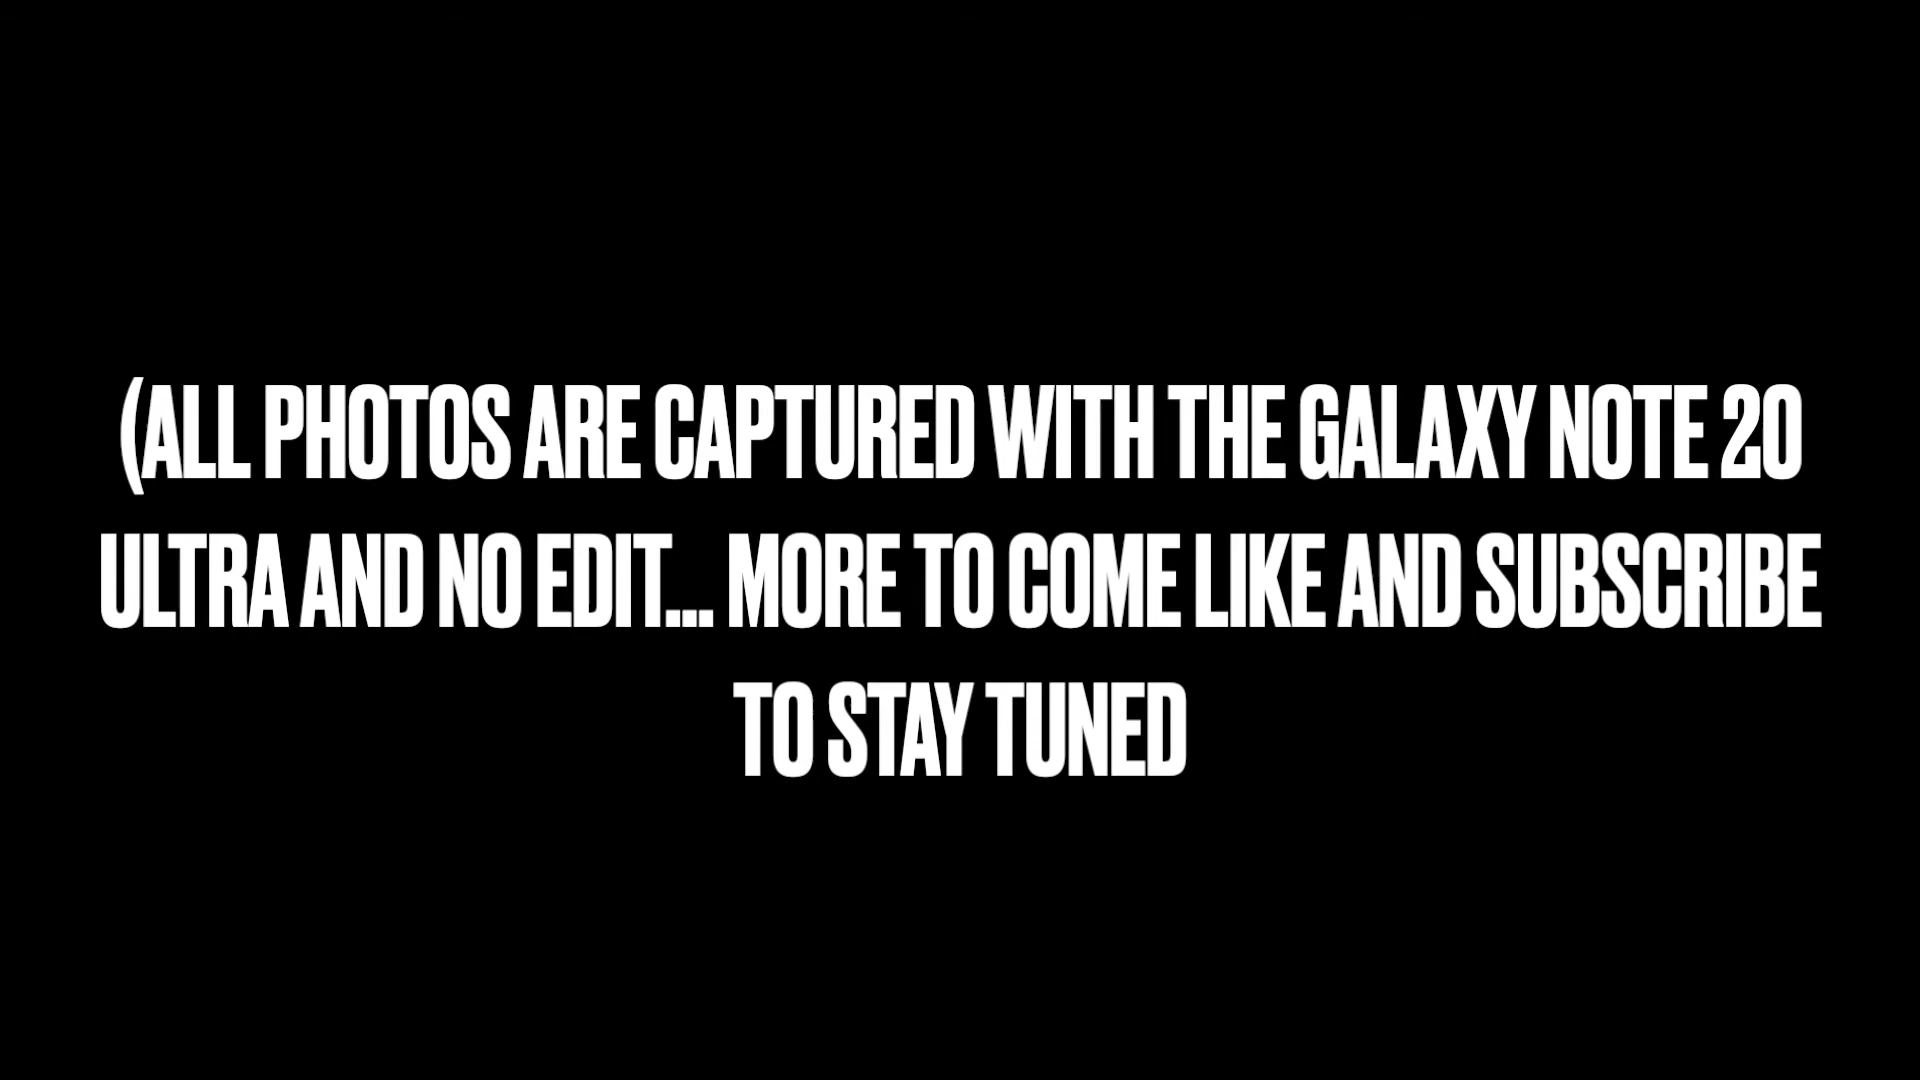 (ALL PHOTOS ARE CAPTURED WITH THE GALAXY NOTE 20
ULTRA AND NO EDIT... MORE TO COME LIKE AND SUBSCRIBE
TO STAY TUNED